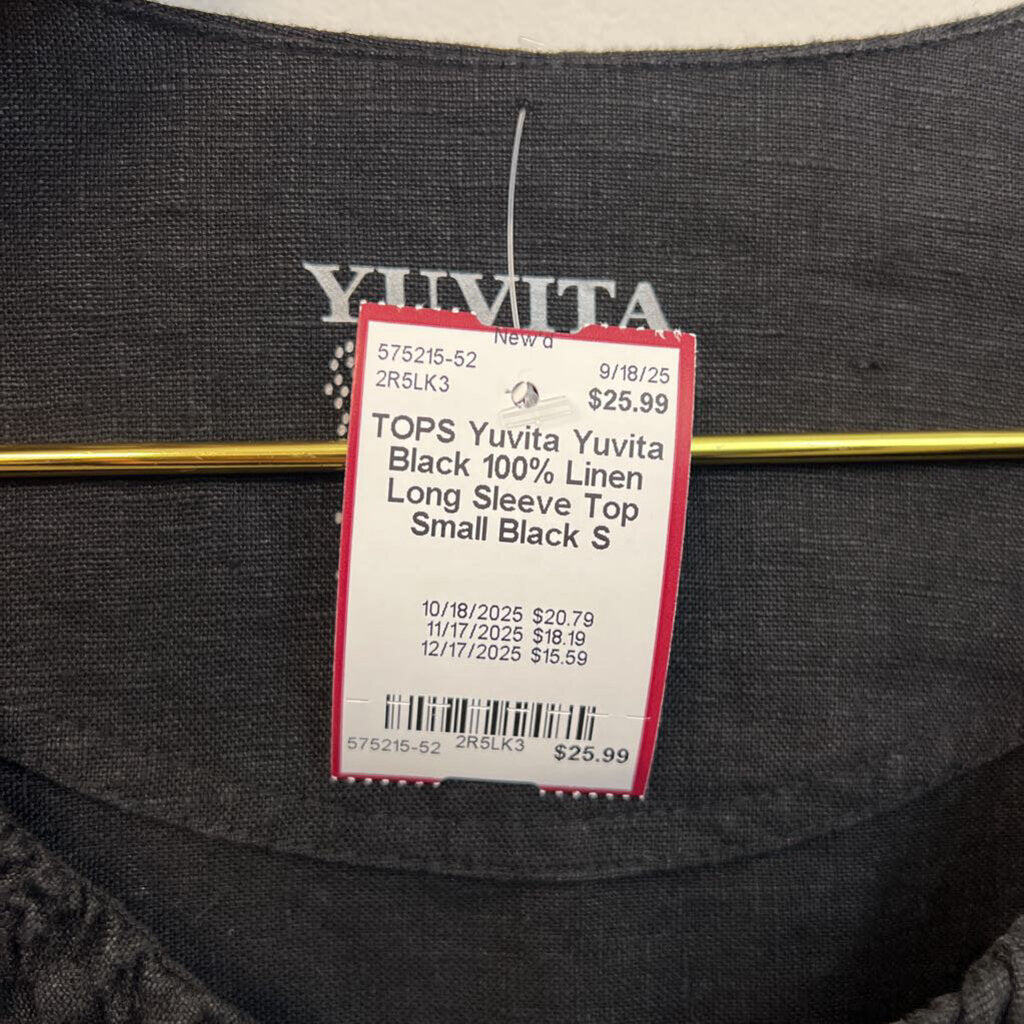 YUVITA
New'd
575215-52
9/18/25
2R5LK3
$25.99
TOPS Yuvita Yuvita
Black 100% Linen
Long Sleeve Top
Small Black S
10/18/2025 $20.79
11/17/2025 $18.19
12/17/2025 $15.59
575215-52 2R5LK3 $25.99